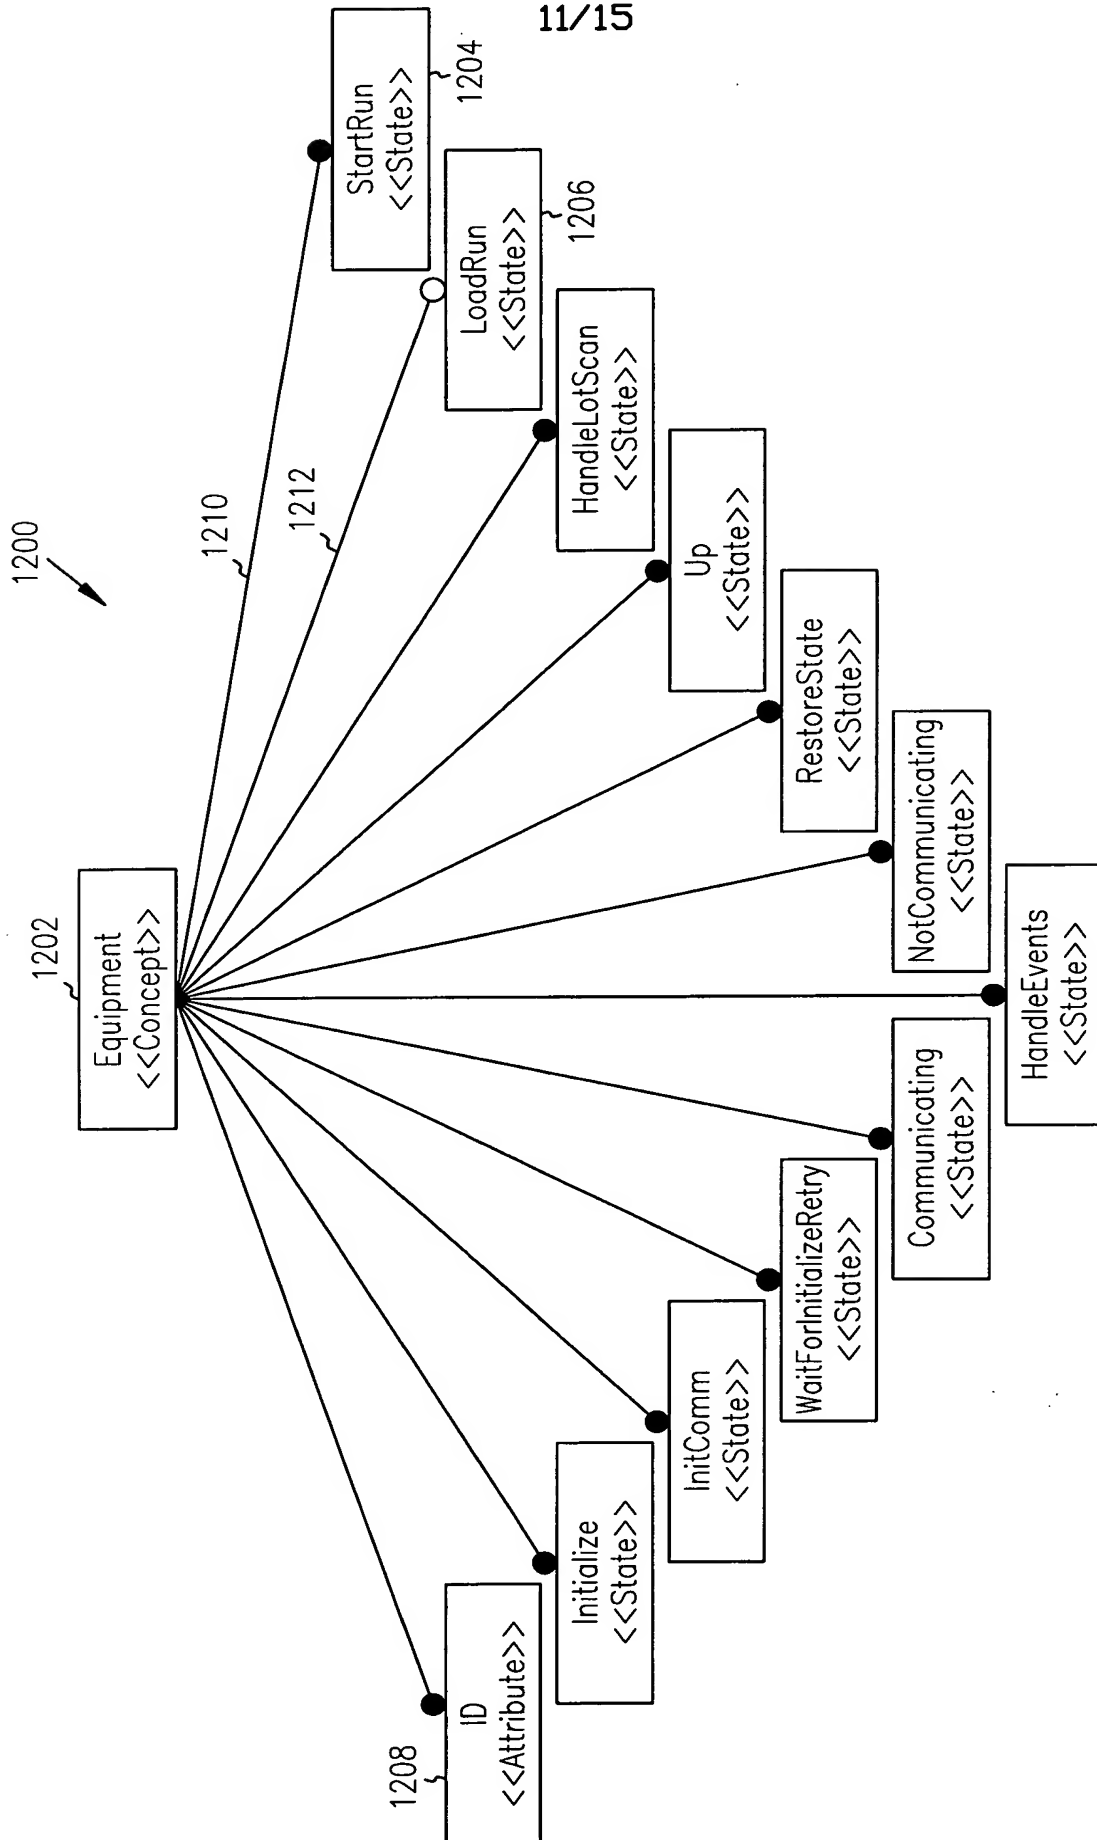 11/15
1200
1202
Equipment
<<Concept>>
1210
1212
1208
ID
<<Attribute>>
Initialize
<<State>>
InitComm
<<State>>
WaitForInitializeRetry
<<State>>
Communicating
<<State>>
HandleEvents
<<State>>
NotCommunicating
<<State>>
RestoreState
<<State>>
Up
<<State>>
HandleLotScan
<<State>>
LoadRun
<<State>>
1206
StartRun
<<State>>
1204